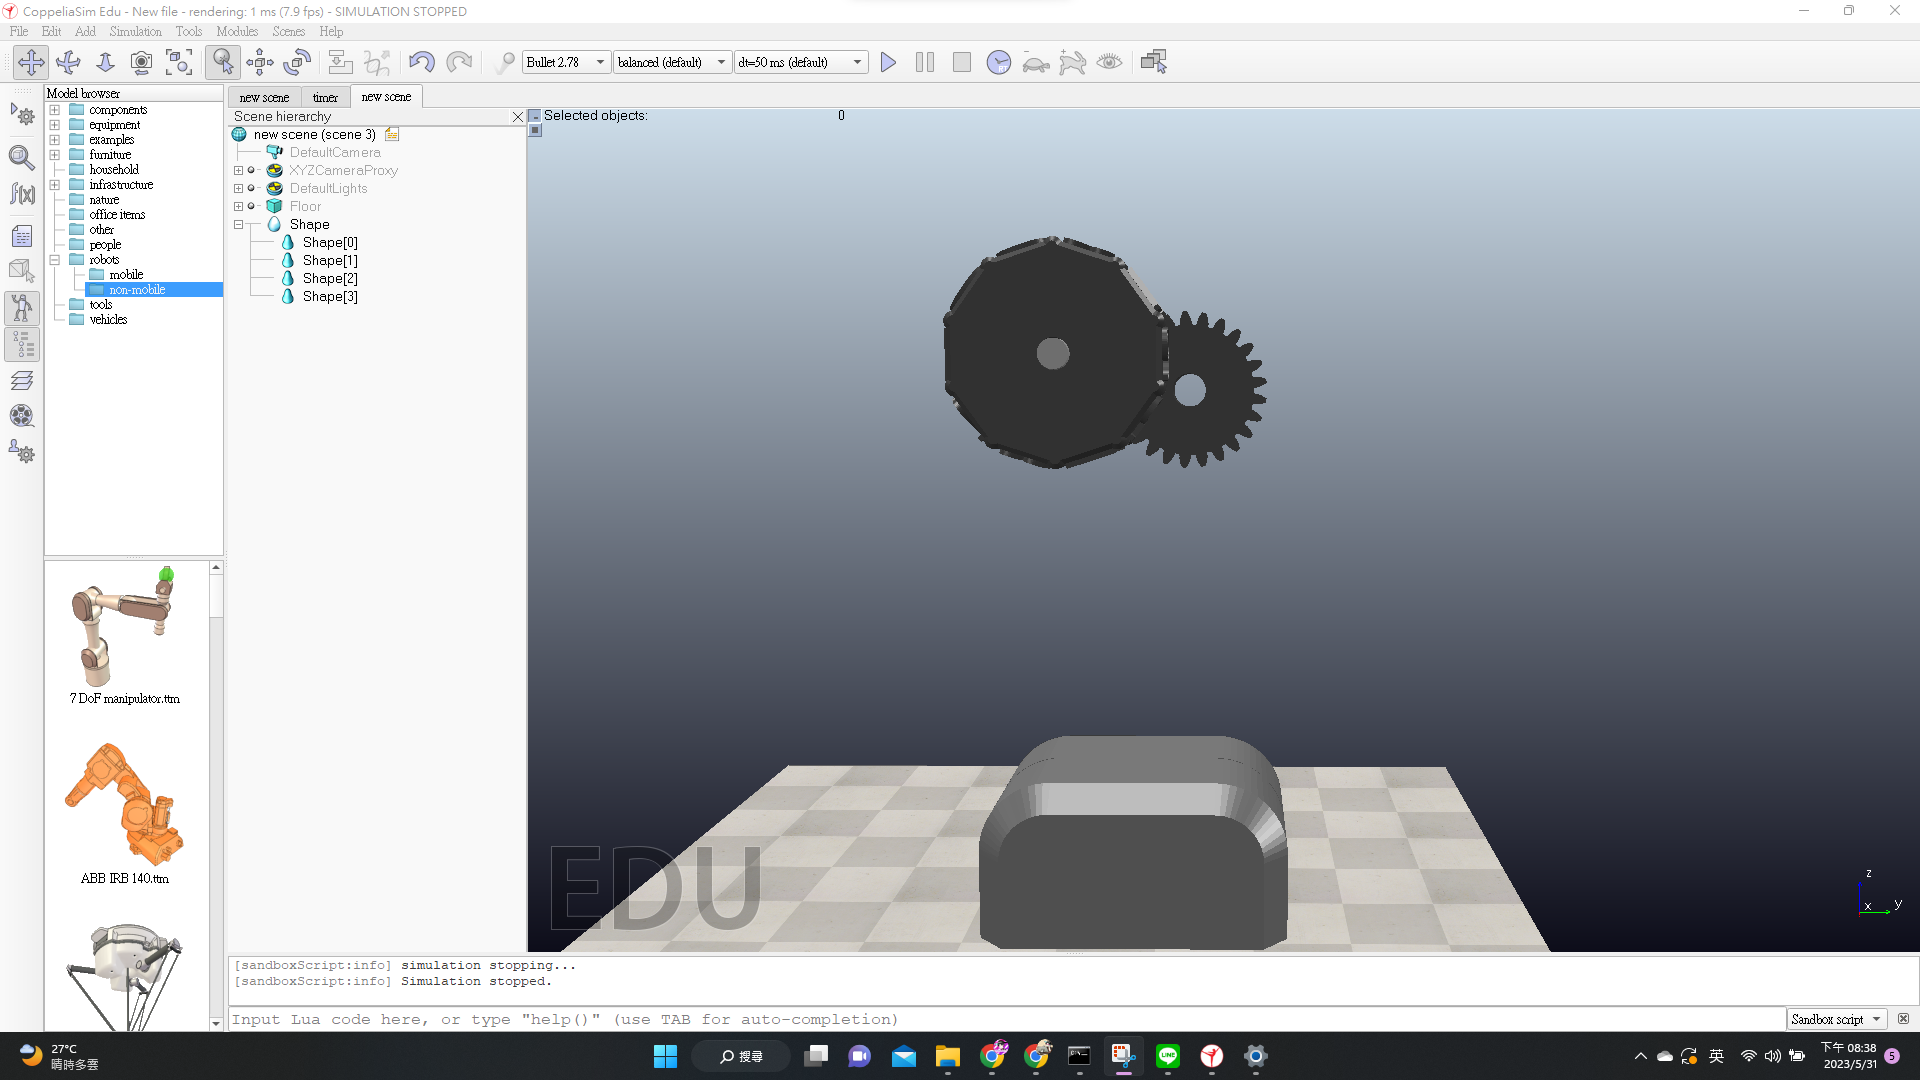 CoppeliaSim Edu - New file - rendering: 1 ms (7.9 fps) - SIMULATION STOPPED
File Edit Add Simulation Tools Modules Scenes Help
Bullet 2.78 balanced (default) dt=50 ms (default)
Model browser
components
equipment
examples
furniture
household
infrastructure
nature
office items
other
people
robots
mobile
non-mobile
tools
vehicles
7 DoF manipulator.ttm
ABB IRB 140.ttm
new scene timer new scene
Scene hierarchy
new scene (scene 3)
DefaultCamera
XYZCameraProxy
DefaultLights
Floor
Shape
Shape[0]
Shape[1]
Shape[2]
Shape[3]
Selected objects: 0
EDU
z
x y
[sandboxScript:info] simulation stopping...
[sandboxScript:info] Simulation stopped.
Input Lua code here, or type "help()" (use TAB for auto-completion)
Sandbox script
27°C
晴時多雲
搜尋
LINE
英
下午 08:38
2023/5/31
5